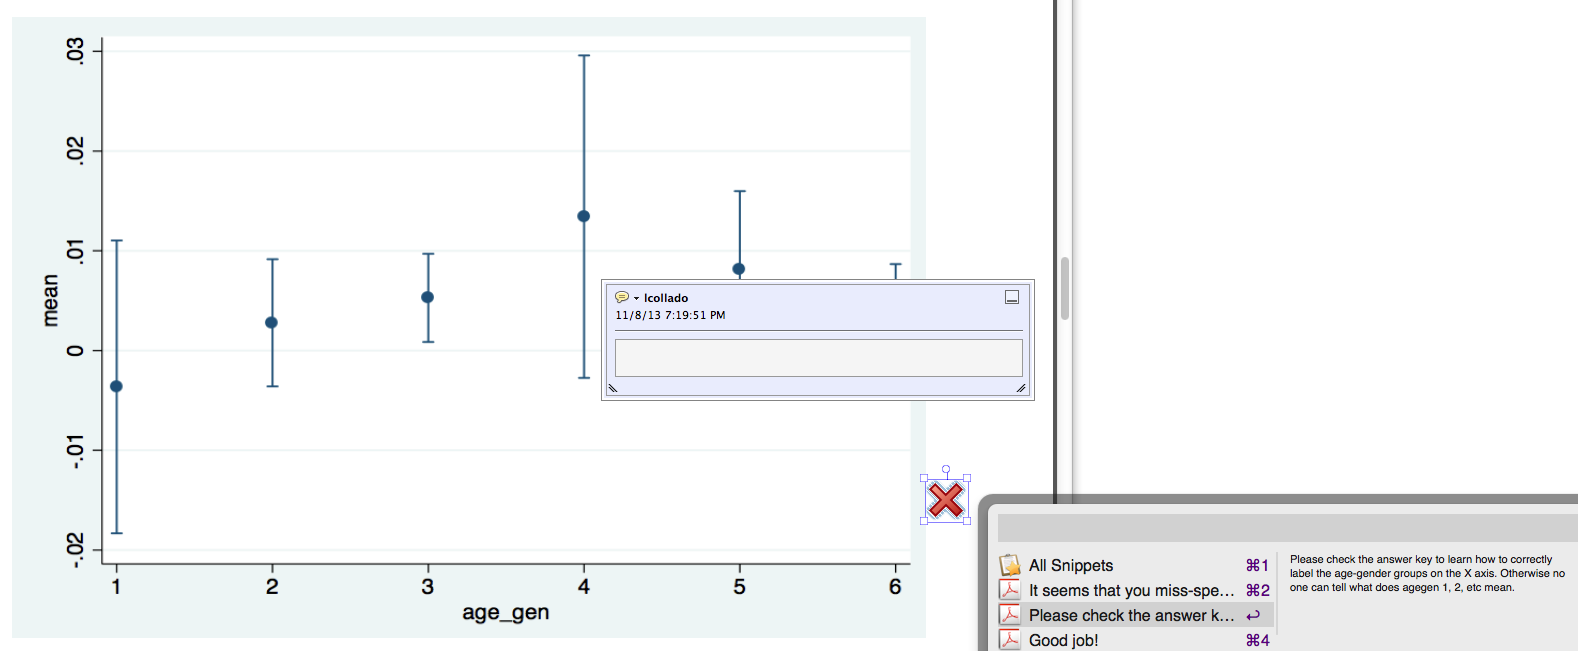 .03
.02
.01
0
-.01
-.02
mean
1 2 3 4 5 6
age_gen
lcollado
11/8/13 7:19:51 PM
All Snippets ⌘1
It seems that you miss-spe... ⌘2
Please check the answer k... ↩
Good job! ⌘4
Please check the answer key to learn how to correctly
label the age-gender groups on the X axis. Otherwise no
one can tell what does agegen 1, 2, etc mean.